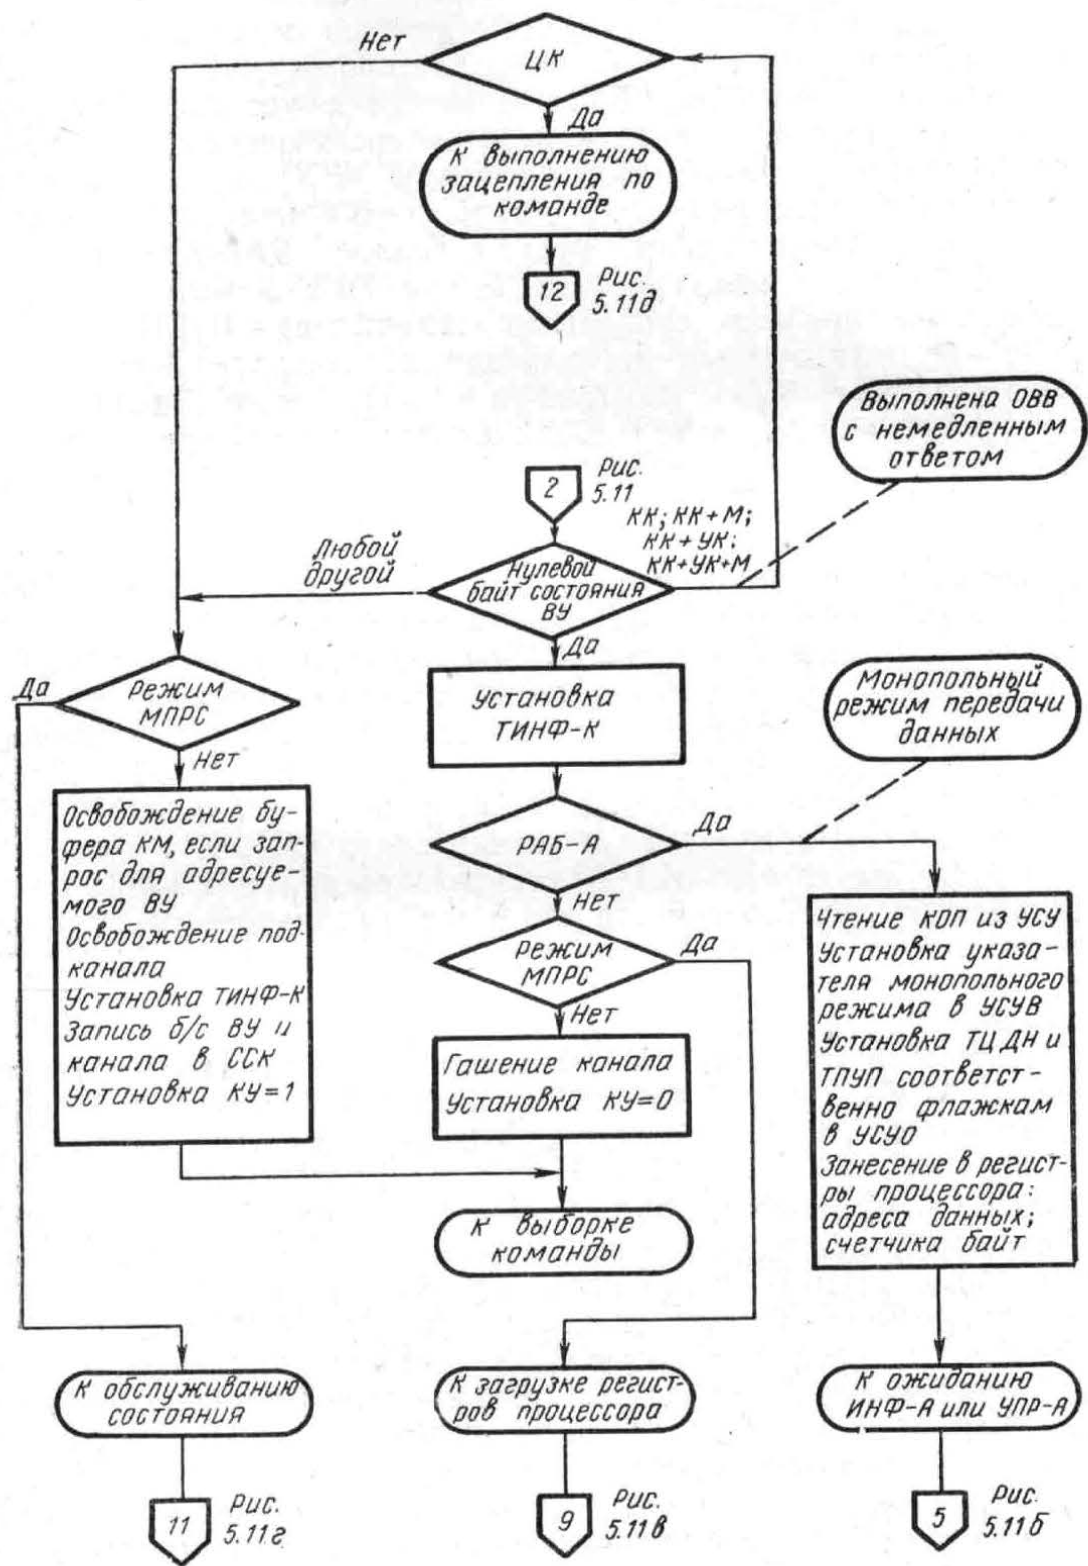 Нет
ЦК
Да
К выполнению
зацепления по
команде
12
Рис.
5.11д
Выполнена ОВВ
с немедленным
ответом
2
Рис.
5.11
КК; КК+М;
КК+УК;
КК+УК+М
Любой
другой
Нулевой
байт состояния
ВУ
Да
Да
Режим
МПРС
Нет
Установка
ТИНФ-К
Монопольный
режим передачи
данных
Освобождение бу-
фера КМ, если зап-
рос для адресуе-
мого ВУ
Освобождение под-
канала
Установка ТИНФ-К
Запись б/с ВУ и
канала в ССК
Установка КУ=1
РАБ-А
Да
Нет
Режим
МПРС
Да
Нет
Гашение канала
Установка КУ=0
Чтение КОП из УСУ
Установка указа-
теля монопольного
режима в УСУВ
Установка ТЦДН и
ТПУП соответст-
венно флажкам
в УСУО
Занесение в регист-
ры процессора:
адреса данных;
счетчика байт
К выборке
команды
К обслуживанию
состояния
К загрузке регист-
ров процессора
К ожиданию
ИНФ-А или УПР-А
11
Рис.
5.11г
9
Рис.
5.11в
5
Рис.
5.11б